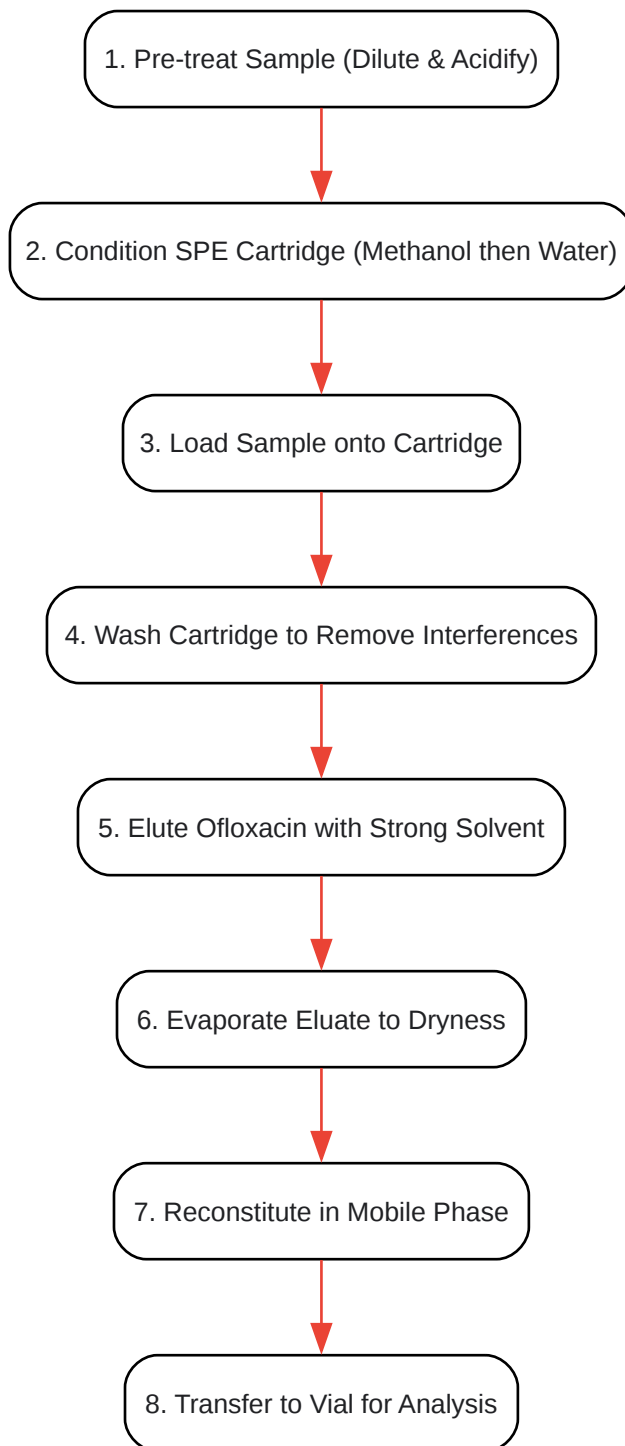 1. Pre-treat Sample (Dilute & Acidify)
2. Condition SPE Cartridge (Methanol then Water)
3. Load Sample onto Cartridge
4. Wash Cartridge to Remove Interferences
5. Elute Ofloxacin with Strong Solvent
6. Evaporate Eluate to Dryness
7. Reconstitute in Mobile Phase
8. Transfer to Vial for Analysis